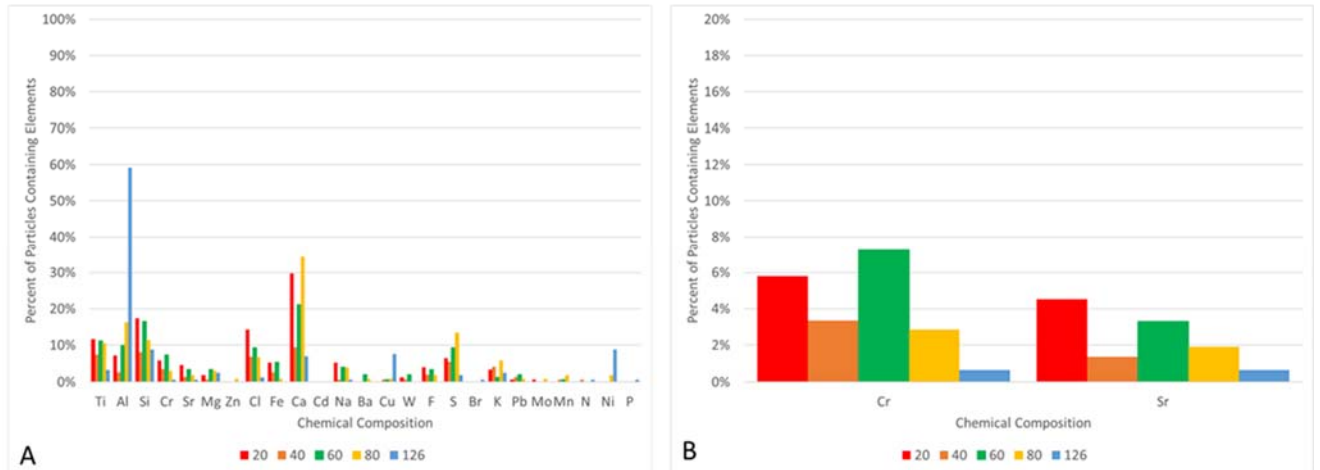 100%
90%
80%
70%
60%
50%
40%
30%
20%
10%
0%
Percent of Particles Containing Elements
Ti Al Si Cr Sr Mg Zn Cl Fe Ca Cd Na Ba Cu W F S Br K Pb Mo Mn N Ni P
Chemical Composition
20 40 60 80 126
A
20%
18%
16%
14%
12%
10%
8%
6%
4%
2%
0%
Percent of Particles Containing Elements
Cr Sr
Chemical Composition
20 40 60 80 126
B